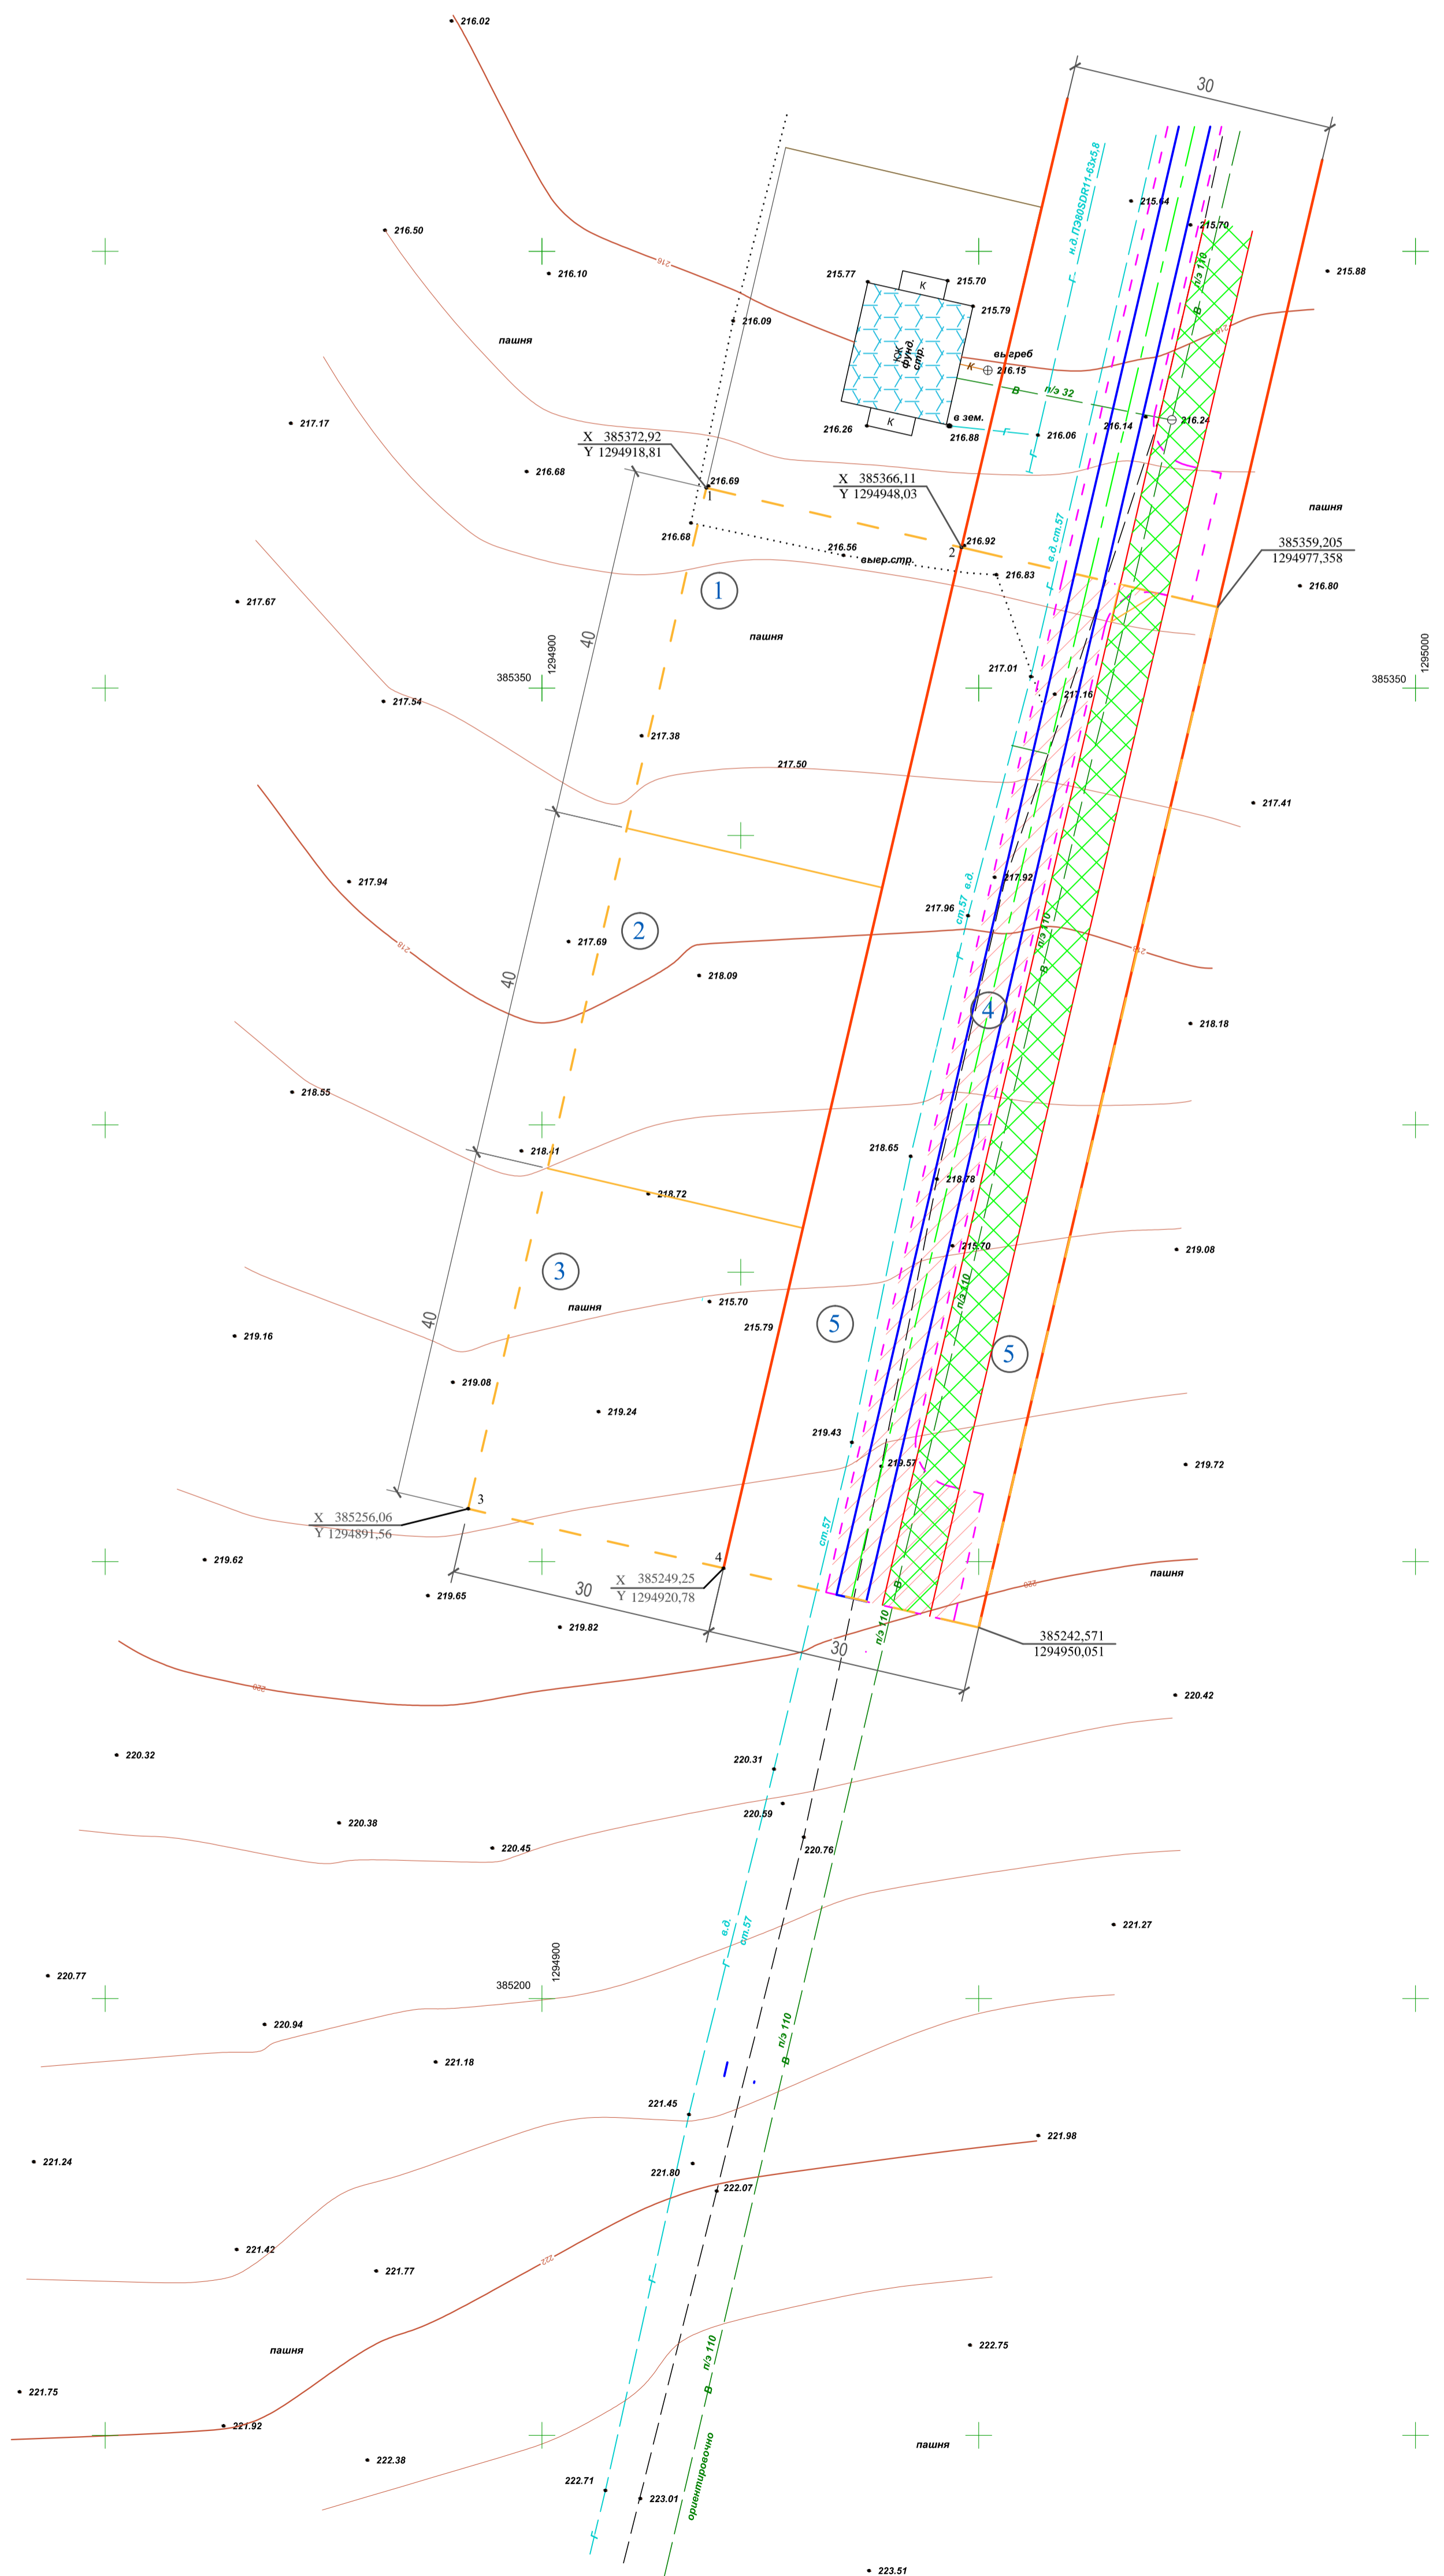 216.02
30
н.д.ПЭ80SDR11-63х5,8
Г
215.64
216.50
215.70
п/э 110
В
216.10
216
215.77
К
215.70
215.88
216.09
215.79
пашня
216
КЖ
фунд.
стр.
выгреб
К
216.15
В
п/э 32
217.17
216.26
К
в зем.
216.88
Г
216.06
216.14
216.24
Г
X 385372,92
Y 1294918,81
216.68
216.69
1
X 385366,11
Y 1294948,03
пашня
216.68
в.д. ст.57
Г
216.92
2
216.56
выер.стр.
216.83
385359,205
1294977,358
216.80
1
217.67
40
пашня
1294900
385350
1295000
385350
217.01
217.16
217.54
217.38
217.50
217.41
217.94
217.92
ст.57 в.д.
Г
217.96
2
217.69
218
218.09
п/э 110
В
218
40
4
218.18
218.55
218.41
218.65
218.72
218.78
215.70
219.08
3
пашня
215.70
п/э 110
215.79
5
40
219.16
5
219.08
219.24
219.43
219.57
219.72
3
X 385256,06
Y 1294891,56
ст.57
219.62
4
X 385249,25
Y 1294920,78
30
219.65
В
220
пашня
219.82
п/э 110
30
385242,571
1294950,051
220
220.42
220.32
220.31
220.59
220.38
220.45
220.76
в.д.
ст.57
Г
221.27
220.77
1294900
385200
220.94
п/э 110
В
221.18
221.45
221.98
221.24
221.80
222.07
221.42
222
221.77
Г
пашня
222.75
п/э 110
В
221.75
221.92
222.38
пашня
ориентировочно
222.71
223.01
Г
223.51